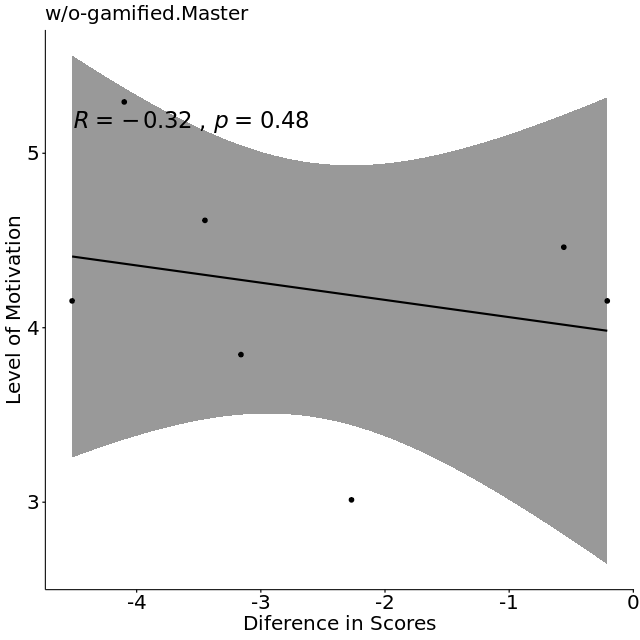 w/o-gamified.Master
R = −0.32 , p = 0.48
5
4
3
Level of Motivation
-4 -3 -2 -1 0
Diference in Scores